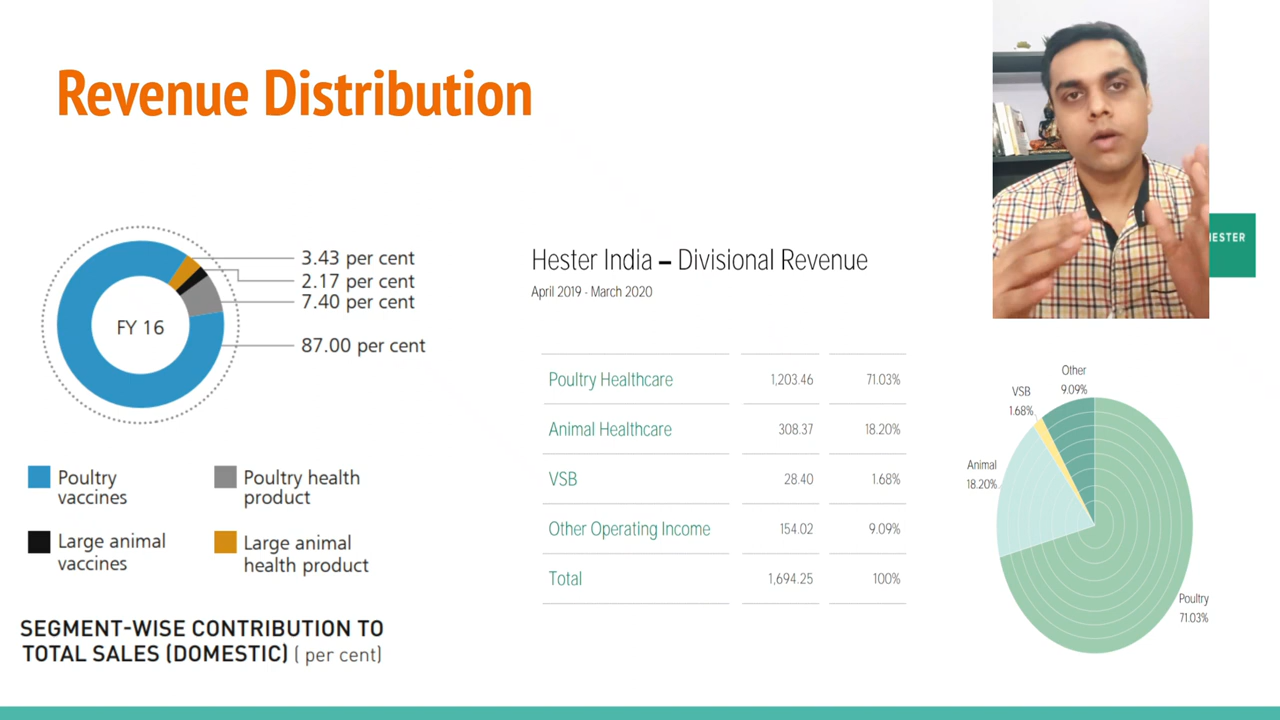 Revenue Distribution
3.43 per cent
2.17 per cent
7.40 per cent
87.00 per cent
FY 16
Poultry
vaccines
Poultry health
product
Large animal
vaccines
Large animal
health product
SEGMENT-WISE CONTRIBUTION TO
TOTAL SALES (DOMESTIC) ( per cent)
Hester India – Divisional Revenue
April 2019 - March 2020
Poultry Healthcare 1,203.46 71.03%
Animal Healthcare 308.37 18.20%
VSB 28.40 1.68%
Other Operating Income 154.02 9.09%
Total 1,694.25 100%
Other
9.09%
VSB
1.68%
Animal
18.20%
Poultry
71.03%